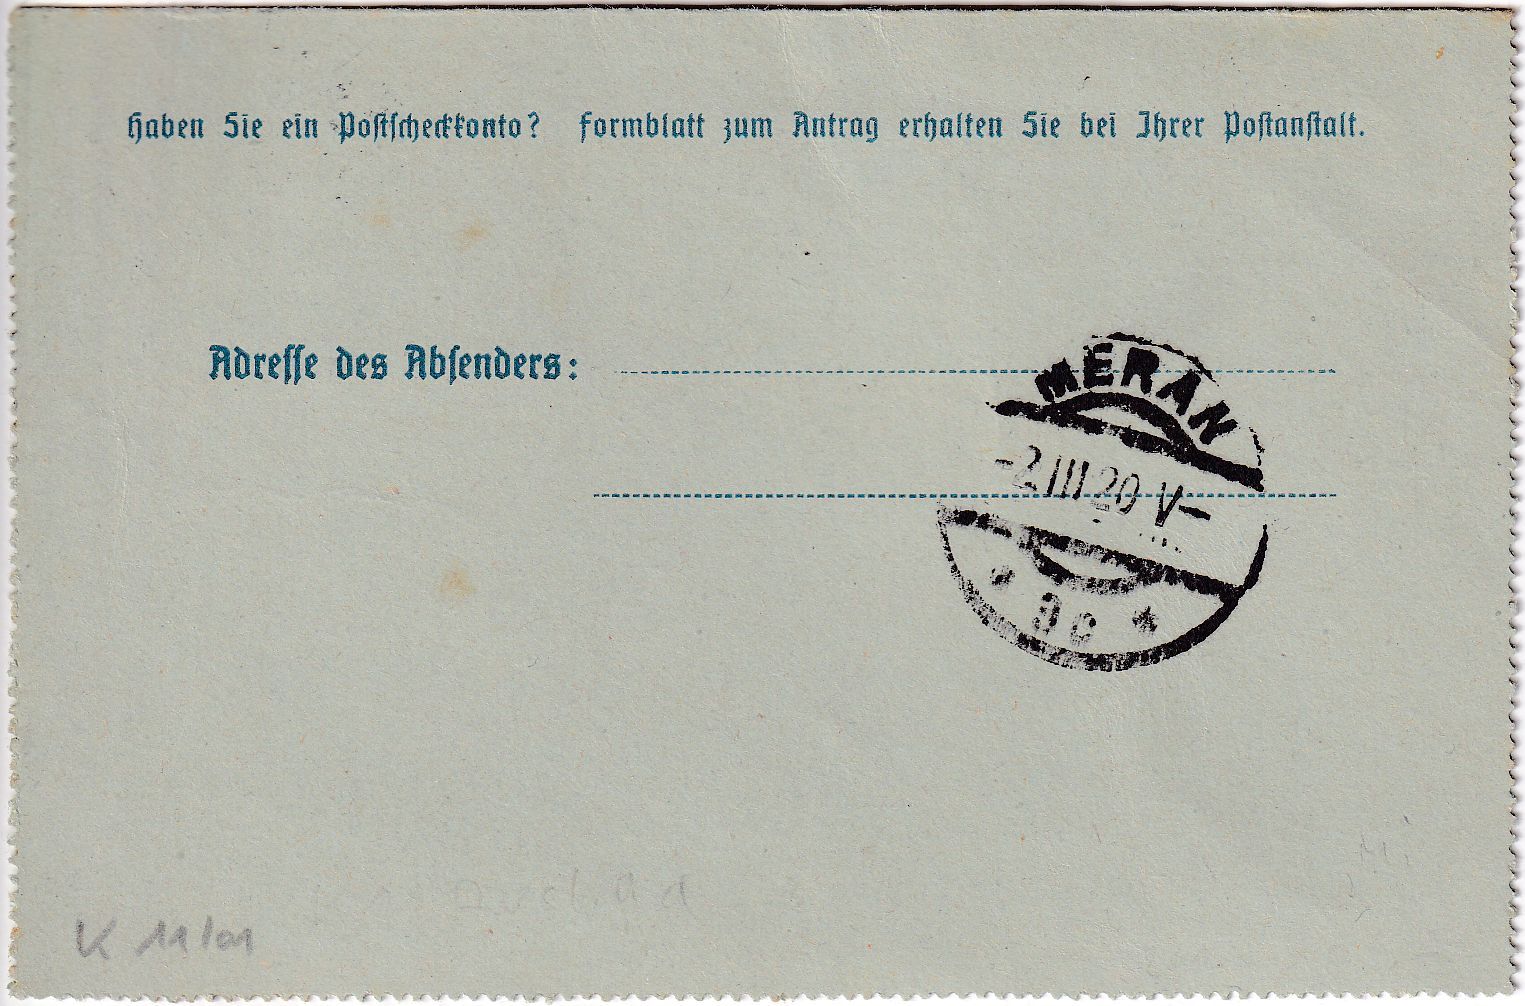 Haben Sie ein Postscheckkonto? Formblatt zum Antrag erhalten Sie bei Ihrer Postanstalt.
Adresse des Absenders:
MERAN
-2.III.20 V-
* 9c *
K 11/01